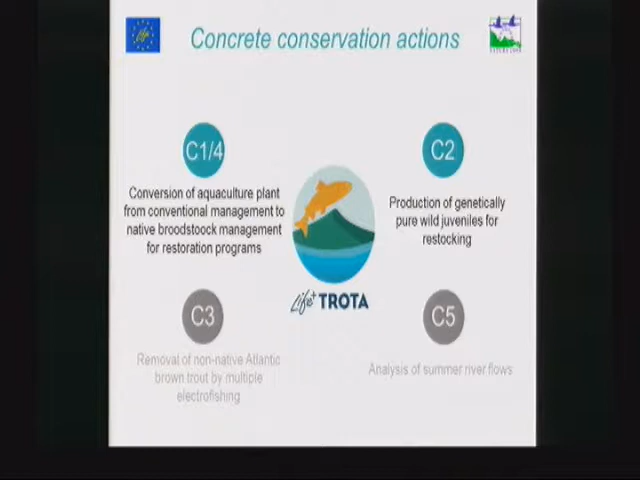 Concrete conservation actions
C1/4
Conversion of aquaculture plant
from conventional management to
native broodstoock management
for restoration programs
C2
Production of genetically
pure wild juveniles for
restocking
Life+ TROTA
C3
Removal of non-native Atlantic
brown trout by multiple
electrofishing
C5
Analysis of summer river flows